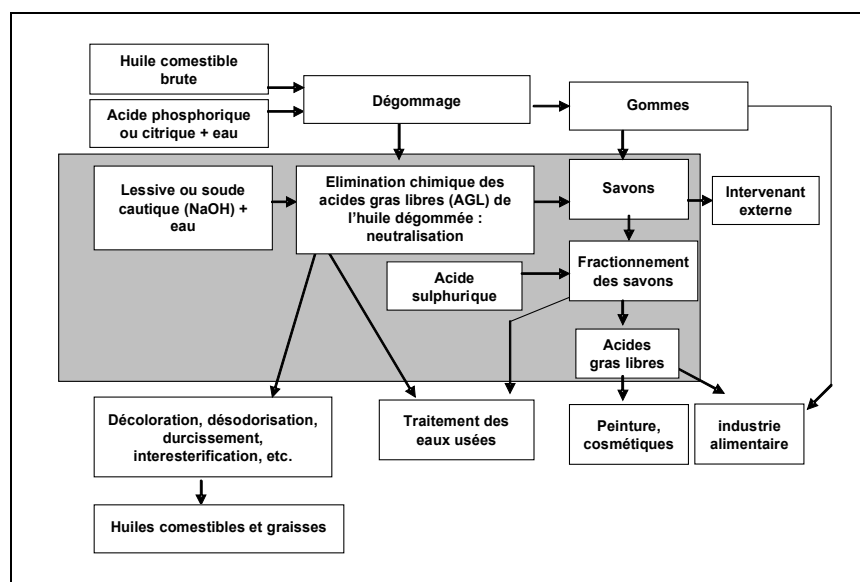 Huile comestible
brute
Dégommage
Gommes
Acide phosphorique
ou citrique + eau
Lessive ou soude
cautique (NaOH) +
eau
Elimination chimique des
acides gras libres (AGL) de
l'huile dégommée :
neutralisation
Savons
Intervenant
externe
Acide
sulphurique
Fractionnement
des savons
Acides
gras libres
Décoloration, désodorisation,
durcissement,
interesterification, etc.
Traitement des
eaux usées
Peinture,
cosmétiques
industrie
alimentaire
Huiles comestibles et graisses